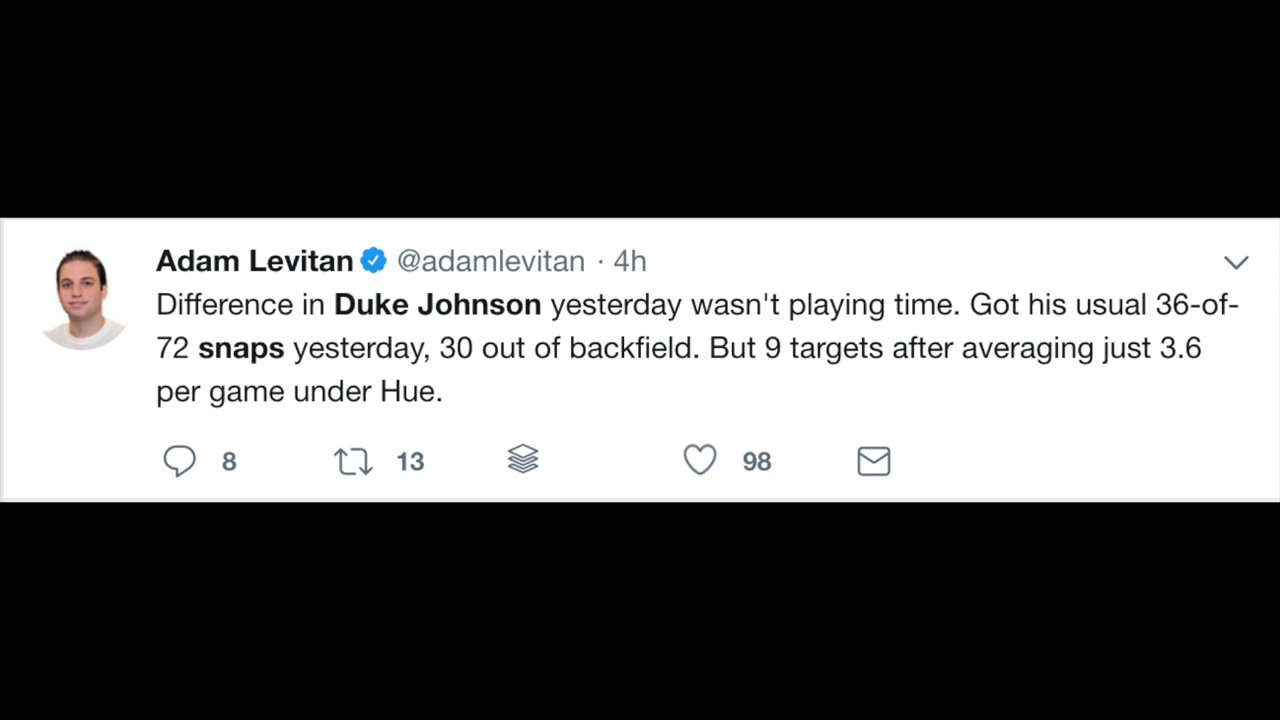 Adam Levitan @adamlevitan · 4h
Difference in Duke Johnson yesterday wasn't playing time. Got his usual 36-of-
72 snaps yesterday, 30 out of backfield. But 9 targets after averaging just 3.6
per game under Hue.
8 13 98